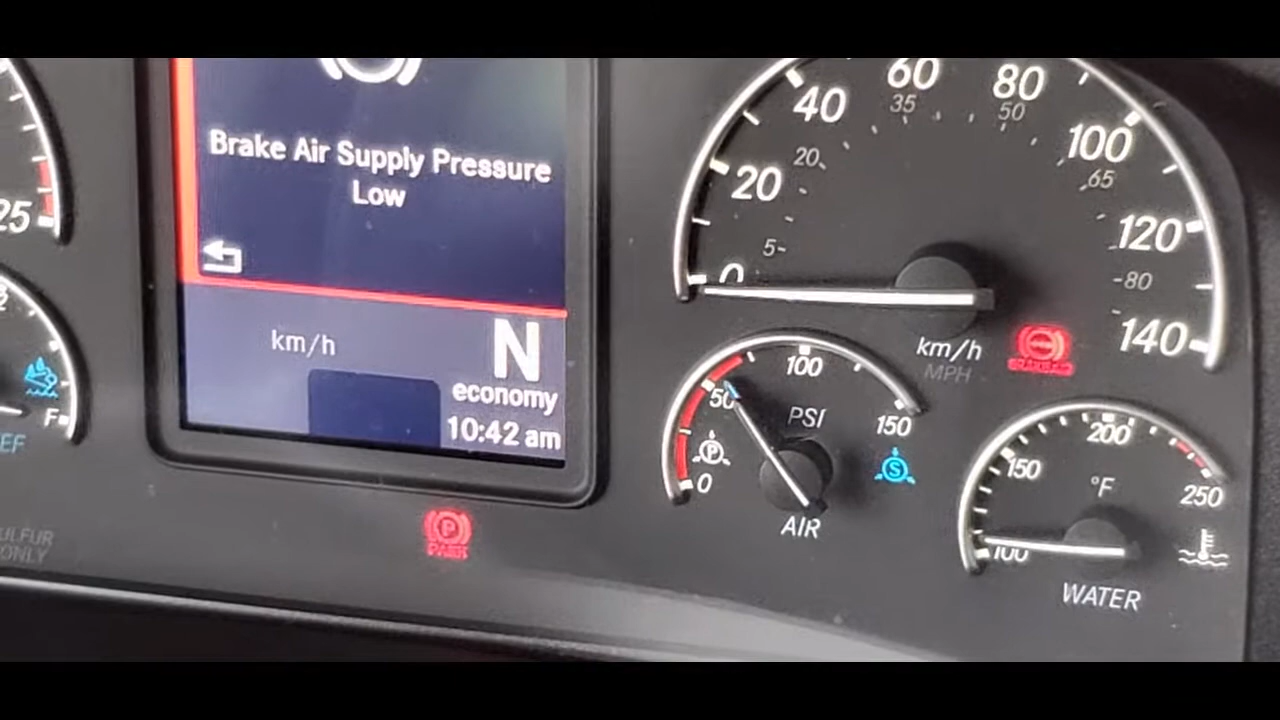 Brake Air Supply Pressure
Low
km/h
N
economy
10:42 am
25
F
EF
ULFUR
ONLY
P
PARK
0
20
40
60
80
100
120
140
5
20
35
50
65
80
km/h
MPH
0
50
100
150
PSI
P
S
AIR
100
150
200
250
°F
WATER